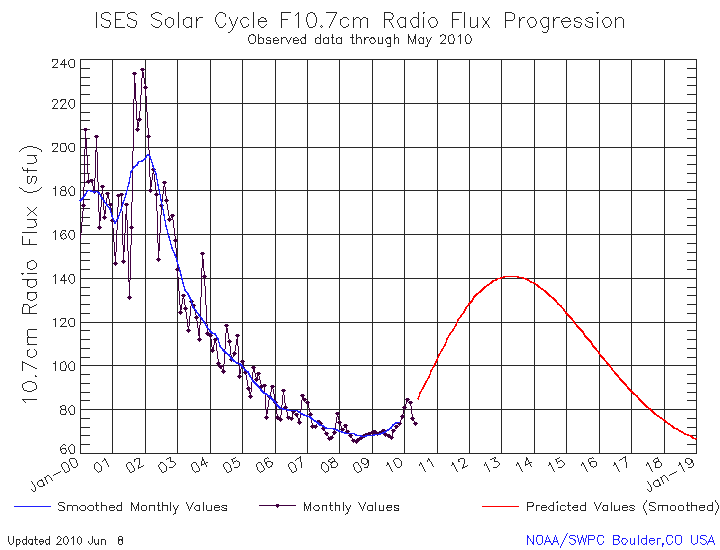 ISES Solar Cycle F10.7cm Radio Flux Progression
Observed data through May 2010
10.7cm Radio Flux (sfu)
240
220
200
180
160
140
120
100
80
60
Jan-00 01 02 03 04 05 06 07 08 09 10 11 12 13 14 15 16 17 18 Jan-19
Smoothed Monthly Values Monthly Values Predicted Values (Smoothed)
Updated 2010 Jun 8 NOAA/SWPC Boulder,CO USA